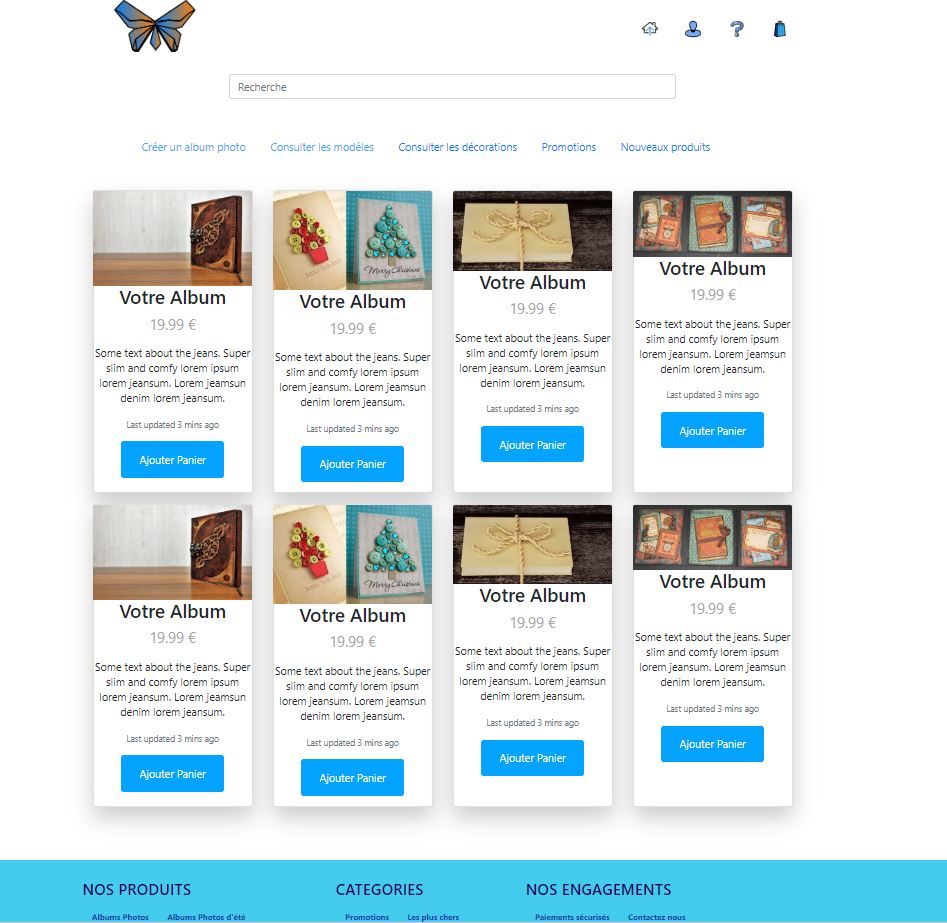 Recherche
Créer un album photo Consulter les modèles Consulter les décorations Promotions Nouveaux produits
Merry Christmas
Votre Album
19.99 €
Some text about the jeans. Super
slim and comfy lorem ipsum
lorem jeansum. Lorem jeamsun
denim lorem jeansum.
Last updated 3 mins ago
Ajouter Panier
Votre Album
19.99 €
Some text about the jeans. Super
slim and comfy lorem ipsum
lorem jeansum. Lorem jeamsun
denim lorem jeansum.
Last updated 3 mins ago
Ajouter Panier
Votre Album
19.99 €
Some text about the jeans. Super
slim and comfy lorem ipsum
lorem jeansum. Lorem jeamsun
denim lorem jeansum.
Last updated 3 mins ago
Ajouter Panier
Votre Album
19.99 €
Some text about the jeans. Super
slim and comfy lorem ipsum
lorem jeansum. Lorem jeamsun
denim lorem jeansum.
Last updated 3 mins ago
Ajouter Panier
Merry Christmas
Votre Album
19.99 €
Some text about the jeans. Super
slim and comfy lorem ipsum
lorem jeansum. Lorem jeamsun
denim lorem jeansum.
Last updated 3 mins ago
Ajouter Panier
Votre Album
19.99 €
Some text about the jeans. Super
slim and comfy lorem ipsum
lorem jeansum. Lorem jeamsun
denim lorem jeansum.
Last updated 3 mins ago
Ajouter Panier
Votre Album
19.99 €
Some text about the jeans. Super
slim and comfy lorem ipsum
lorem jeansum. Lorem jeamsun
denim lorem jeansum.
Last updated 3 mins ago
Ajouter Panier
Votre Album
19.99 €
Some text about the jeans. Super
slim and comfy lorem ipsum
lorem jeansum. Lorem jeamsun
denim lorem jeansum.
Last updated 3 mins ago
Ajouter Panier
NOS PRODUITS CATEGORIES NOS ENGAGEMENTS
Albums Photos Albums Photos d'été Promotions Les plus chers Paiements sécurisés Contactez nous